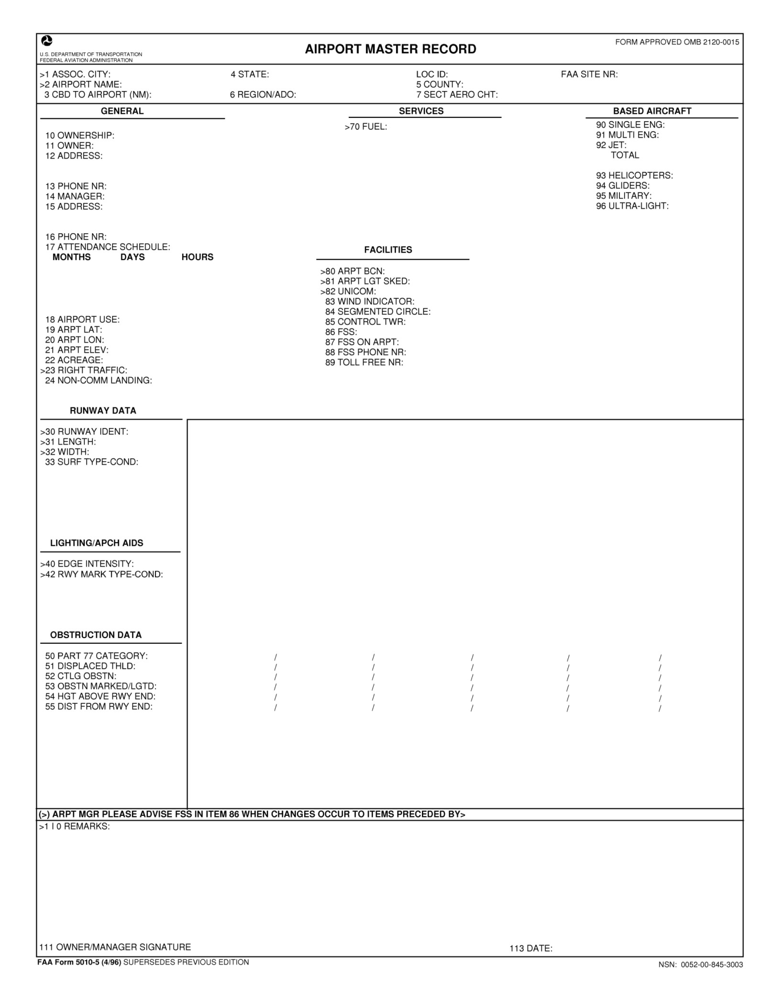 U.S. DEPARTMENT OF TRANSPORTATION
FEDERAL AVIATION ADMINISTRATION
AIRPORT MASTER RECORD
FORM APPROVED OMB 2120-0015
>1 ASSOC. CITY:
4 STATE:
LOC ID:
FAA SITE NR:
>2 AIRPORT NAME:
5 COUNTY:
3 CBD TO AIRPORT (NM):
6 REGION/ADO:
7 SECT AERO CHT:
GENERAL
10 OWNERSHIP:
11 OWNER:
12 ADDRESS:
13 PHONE NR:
14 MANAGER:
15 ADDRESS:
16 PHONE NR:
17 ATTENDANCE SCHEDULE:
MONTHS DAYS HOURS
18 AIRPORT USE:
19 ARPT LAT:
20 ARPT LON:
21 ARPT ELEV:
22 ACREAGE:
>23 RIGHT TRAFFIC:
24 NON-COMM LANDING:
SERVICES
>70 FUEL:
FACILITIES
>80 ARPT BCN:
>81 ARPT LGT SKED:
>82 UNICOM:
83 WIND INDICATOR:
84 SEGMENTED CIRCLE:
85 CONTROL TWR:
86 FSS:
87 FSS ON ARPT:
88 FSS PHONE NR:
89 TOLL FREE NR:
BASED AIRCRAFT
90 SINGLE ENG:
91 MULTI ENG:
92 JET:
TOTAL
93 HELICOPTERS:
94 GLIDERS:
95 MILITARY:
96 ULTRA-LIGHT:
RUNWAY DATA
>30 RUNWAY IDENT:
>31 LENGTH:
>32 WIDTH:
33 SURF TYPE-COND:
LIGHTING/APCH AIDS
>40 EDGE INTENSITY:
>42 RWY MARK TYPE-COND:
OBSTRUCTION DATA
50 PART 77 CATEGORY: / / / / /
51 DISPLACED THLD: / / / / /
52 CTLG OBSTN: / / / / /
53 OBSTN MARKED/LGTD: / / / / /
54 HGT ABOVE RWY END: / / / / /
55 DIST FROM RWY END: / / / / /
(>) ARPT MGR PLEASE ADVISE FSS IN ITEM 86 WHEN CHANGES OCCUR TO ITEMS PRECEDED BY>
>1 l 0 REMARKS:
111 OWNER/MANAGER SIGNATURE
113 DATE:
FAA Form 5010-5 (4/96) SUPERSEDES PREVIOUS EDITION
NSN: 0052-00-845-3003